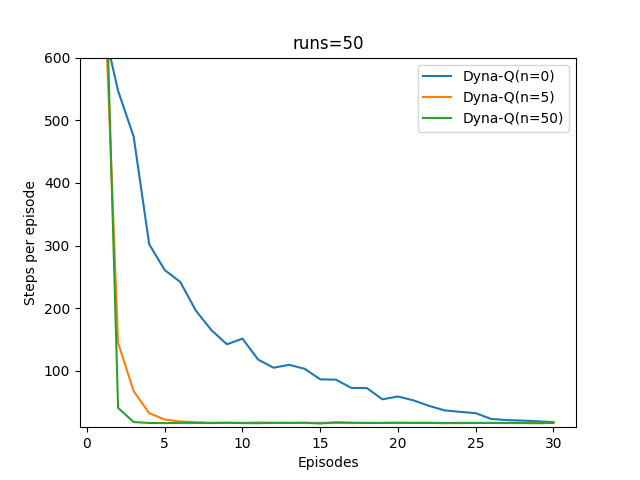 runs=50
Dyna-Q(n=0)
Dyna-Q(n=5)
Dyna-Q(n=50)
Steps per episode
600
500
400
300
200
100
0 5 10 15 20 25 30
Episodes